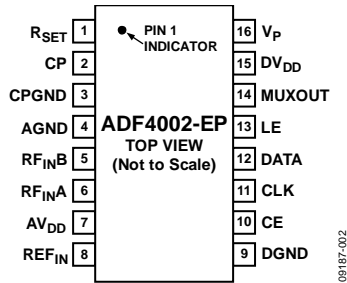 RSET 1
CP 2
CPGND 3
AGND 4
RFINB 5
RFINA 6
AVDD 7
REFIN 8
PIN 1
INDICATOR
ADF4002-EP
TOP VIEW
(Not to Scale)
16 VP
15 DVDD
14 MUXOUT
13 LE
12 DATA
11 CLK
10 CE
9 DGND
09187-002